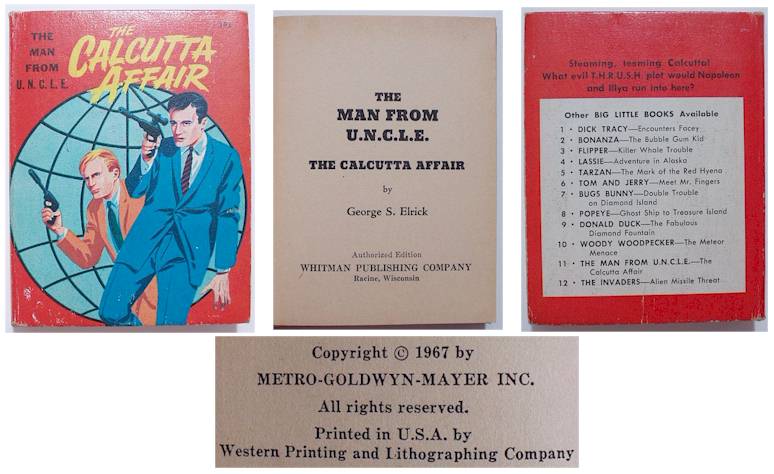 THE
MAN
FROM
U.N.C.L.E.
THE
CALCUTTA
AFFAIR
39¢
THE
MAN FROM
U.N.C.L.E.
THE CALCUTTA AFFAIR
by
George S. Elrick
Authorized Edition
WHITMAN PUBLISHING COMPANY
Racine, Wisconsin
Steaming, teeming Calcutta!
What evil T.H.R.U.S.H. plot would Napoleon
and Illya run into here?
Other BIG LITTLE BOOKS Available
1 • DICK TRACY—Encounters Facey
2 • BONANZA—The Bubble Gum Kid
3 • FLIPPER—Killer Whale Trouble
4 • LASSIE—Adventure in Alaska
5 • TARZAN—The Mark of the Red Hyena
6 • TOM AND JERRY—Meet Mr. Fingers
7 • BUGS BUNNY—Double Trouble
on Diamond Island
8 • POPEYE—Ghost Ship to Treasure Island
9 • DONALD DUCK—The Fabulous
Diamond Fountain
10 • WOODY WOODPECKER—The Meteor
Menace
11 • THE MAN FROM U.N.C.L.E.—The
Calcutta Affair
12 • THE INVADERS—Alien Missile Threat
Copyright © 1967 by
METRO-GOLDWYN-MAYER INC.
All rights reserved.
Printed in U.S.A. by
Western Printing and Lithographing Company